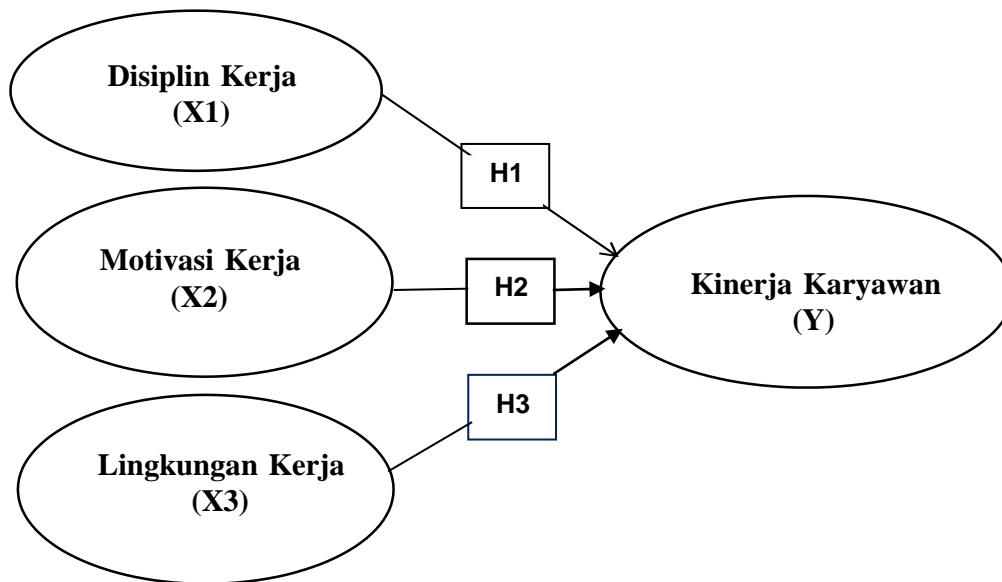 Disiplin Kerja
(X1)
H1
Motivasi Kerja
(X2)
H2
Kinerja Karyawan
(Y)
H3
Lingkungan Kerja
(X3)